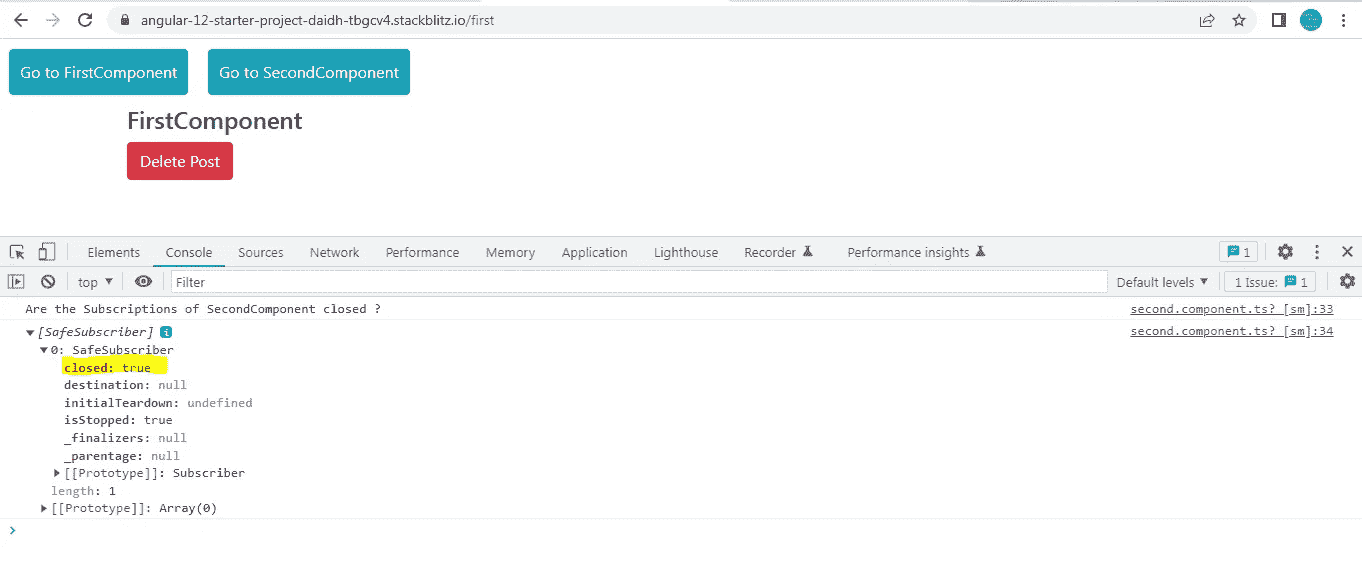 angular-12-starter-project-daidh-tbgcv4.stackblitz.io/first
Go to FirstComponent Go to SecondComponent
FirstComponent
Delete Post
Elements Console Sources Network Performance Memory Application Lighthouse Recorder Performance insights 1
top Filter Default levels 1 Issue: 1
Are the Subscriptions of SecondComponent closed ? second.component.ts? [sm]:33
[SafeSubscriber] i second.component.ts? [sm]:34
0: SafeSubscriber
closed: true
destination: null
initialTeardown: undefined
isStopped: true
_finalizers: null
_parentage: null
[[Prototype]]: Subscriber
length: 1
[[Prototype]]: Array(0)